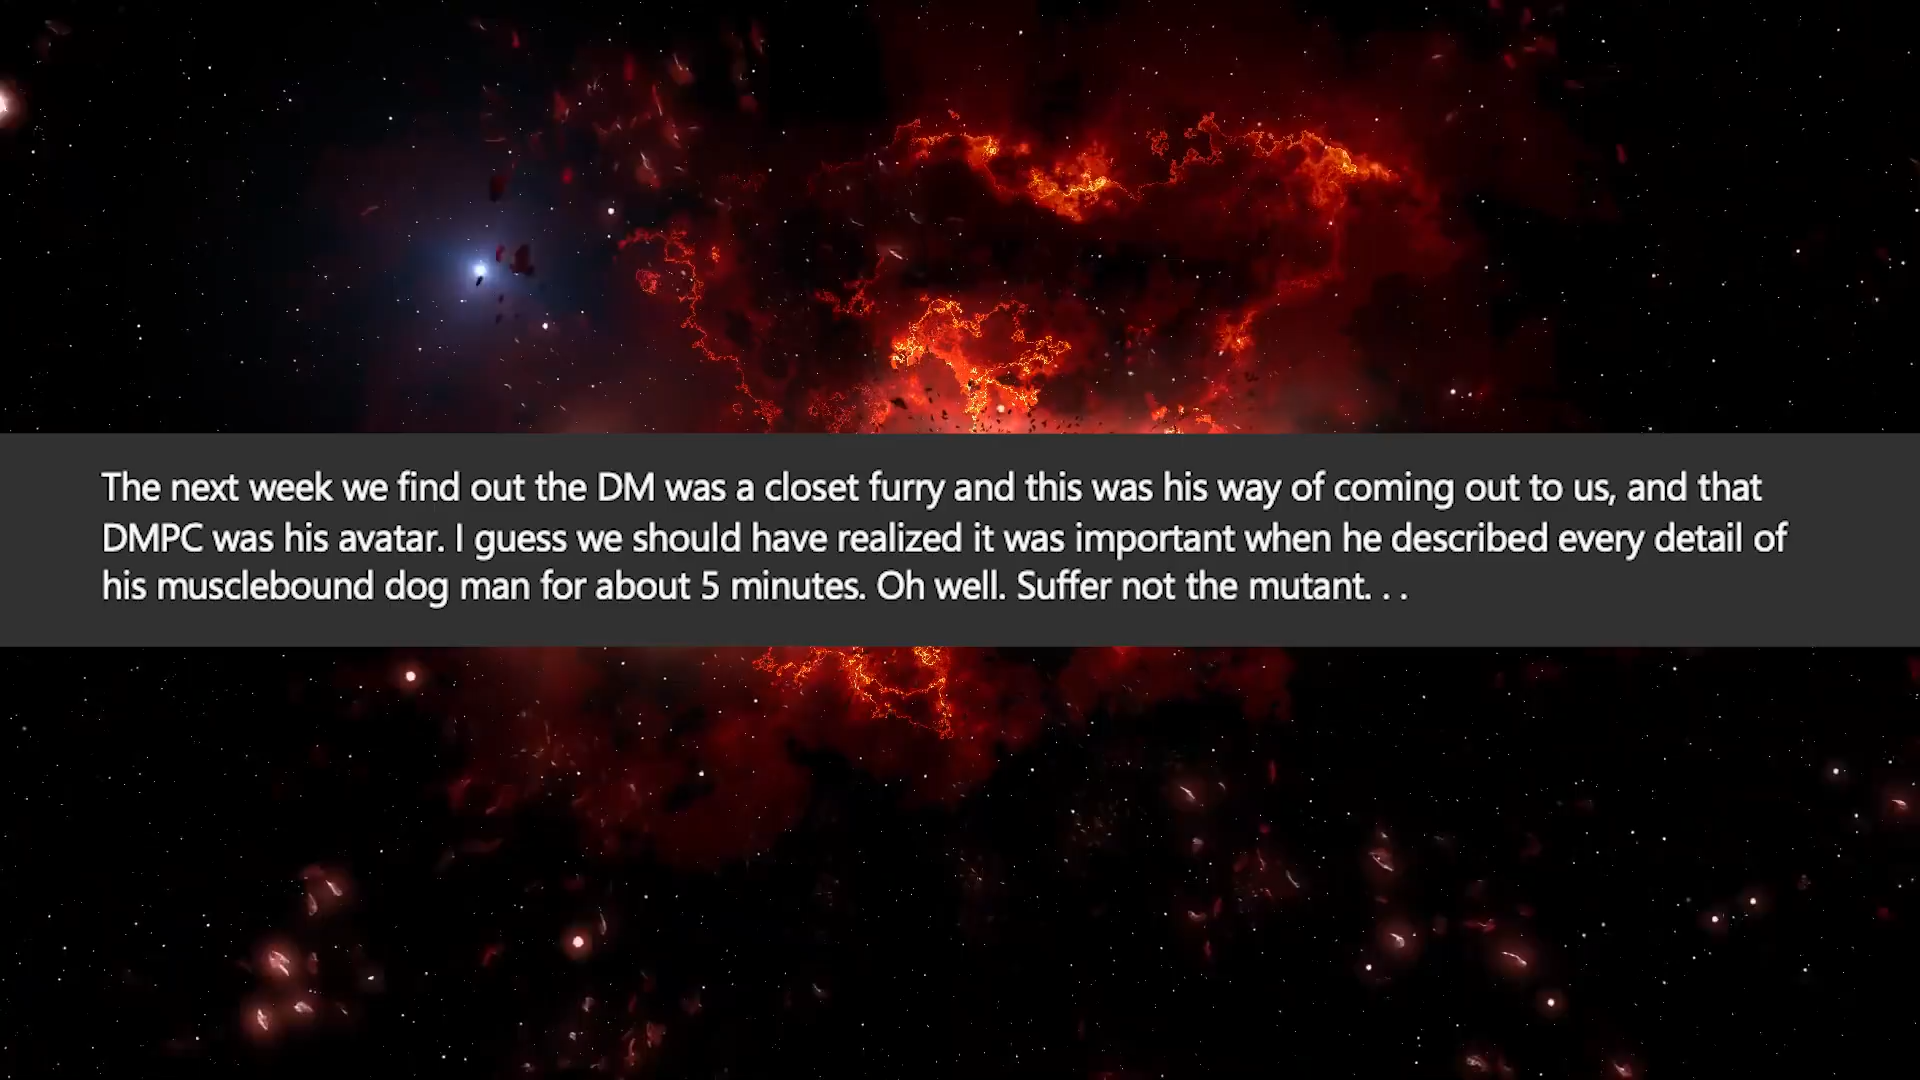 The next week we find out the DM was a closet furry and this was his way of coming out to us, and that
DMPC was his avatar. I guess we should have realized it was important when he described every detail of
his musclebound dog man for about 5 minutes. Oh well. Suffer not the mutant. . .